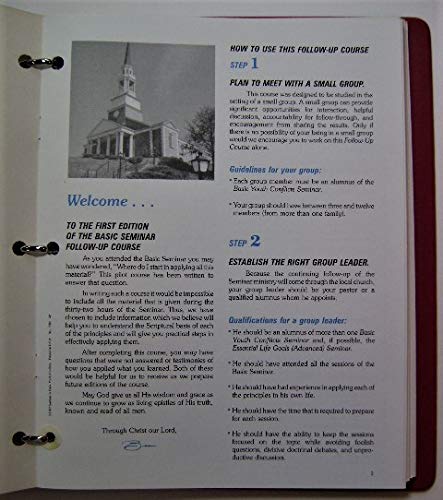 Welcome . . .
TO THE FIRST EDITION
OF THE BASIC SEMINAR
FOLLOW-UP COURSE
As you attended the Basic Seminar you may
have wondered, "Where do I start in applying all this
material?" This pilot course has been written to
answer that question.
In writing such a course it would be impossible
to include all the material that is given during the
thirty-two hours of the Seminar. Thus, we have
chosen to include information which we believe will
help you to understand the Scriptural basis of each
of the principles and will give you practical steps in
effectively applying them.
After completing this course, you may have
questions that were not answered or testimonies of
how you applied what you learned. Both of these
would be helpful for us to receive as we prepare
future editions of the course.
May God give us all His wisdom and grace as
we continue to grow as living epistles of His truth,
known and read of all men.
Through Christ our Lord,
HOW TO USE THIS FOLLOW-UP COURSE
STEP 1
PLAN TO MEET WITH A SMALL GROUP.
This course was designed to be studied in the
setting of a small group. A small group can provide
significant opportunities for interaction, helpful
discussion, accountability for follow-through, and
encouragement from sharing the results. Only if
there is no possibility of your being in a small group
would we encourage you to work on this Follow-Up
Course alone.
Guidelines for your group:
• Each group member must be an alumnus of the
Basic Youth Conflicts Seminar.
• Your group should have between three and twelve
members (from more than one family).
STEP 2
ESTABLISH THE RIGHT GROUP LEADER.
Because the continuing follow-up of the
Seminar ministry will come through the local church,
your group leader should be your pastor or a
qualified alumnus whom he appoints.
Qualifications for a group leader:
• He should be an alumnus of more than one Basic
Youth Conflicts Seminar and, if possible, the
Essential Life Goals (Advanced) Seminar.
• He should have attended all the sessions of the
Basic Seminar.
• He should have had experience in applying each of
the principles in his own life.
• He should have the time that is required to prepare
for each session.
• He should have the ability to keep the sessions
focused on the topic while avoiding foolish
questions, divisive doctrinal debates, and unpro-
ductive discussion.